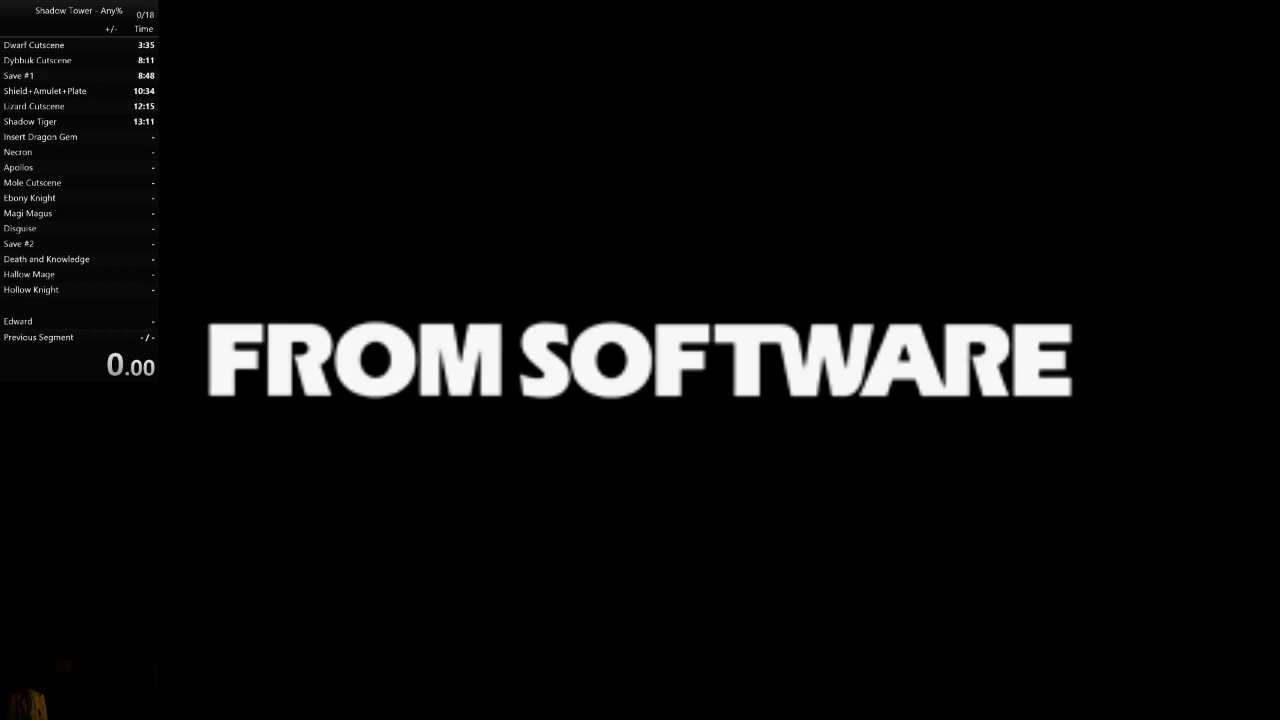 Shadow Tower - Any% 0/18
+/- Time
Dwarf Cutscene 3:35
Dybbuk Cutscene 8:11
Save #1 8:48
Shield+Amulet+Plate 10:34
Lizard Cutscene 12:15
Shadow Tiger 13:11
Insert Dragon Gem -
Necron -
Apollos -
Mole Cutscene -
Ebony Knight -
Magi Magus -
Disguise -
Save #2 -
Death and Knowledge -
Hallow Mage -
Hollow Knight -
Edward -
Previous Segment - / -
0.00
FROM SOFTWARE